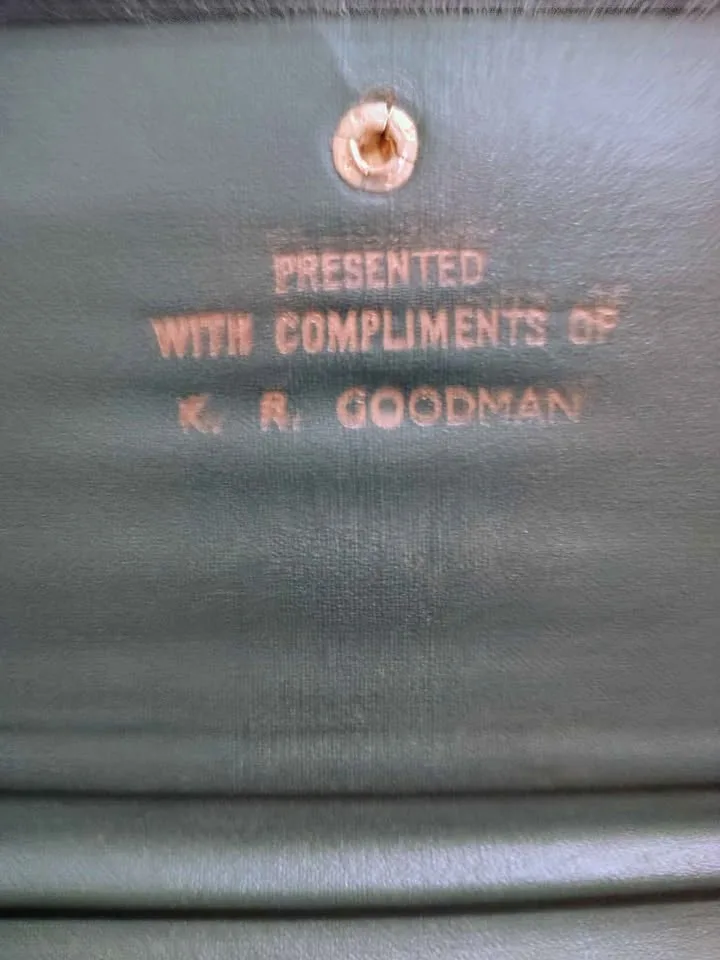 PRESENTED
WITH COMPLIMENTS OF
K. R. GOODMAN